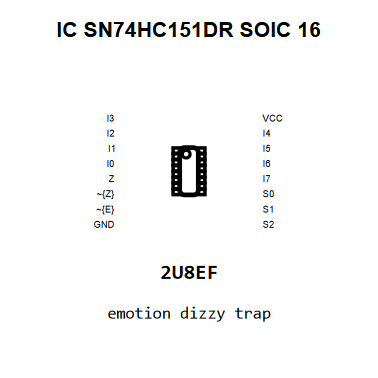 IC SN74HC151DR SOIC 16
I3 VCC
I2 I4
I1 I5
I0 I6
Z I7
~{Z} S0
~{E} S1
GND S2
2U8EF
emotion dizzy trap